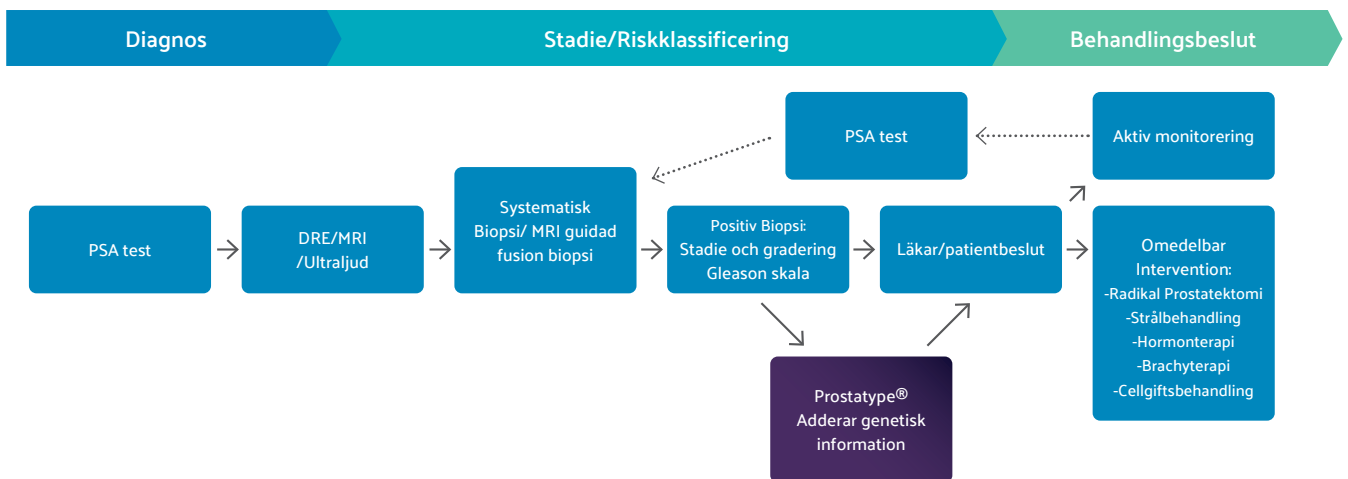 Diagnos
Stadie/Riskklassificering
Behandlingsbeslut
PSA test
Aktiv monitorering
PSA test
DRE/MRI
/Ultraljud
Systematisk
Biopsi/ MRI guidad
fusion biopsi
Positiv Biopsi:
Stadie och gradering
Gleason skala
Läkar/patientbeslut
Omedelbar
Intervention:
-Radikal Prostatektomi
-Strålbehandling
-Hormonterapi
-Brachyterapi
-Cellgiftsbehandling
Prostatype®
Adderar genetisk
information